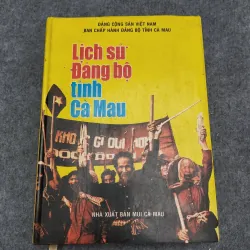 ĐẢNG CỘNG SẢN VIỆT NAM
BAN CHẤP HÀNH ĐẢNG BỘ TỈNH CÀ MAU
Lịch sử
Đảng bộ
tỉnh
Cà Mau
NHÀ XUẤT BẢN MŨI CÀ MAU